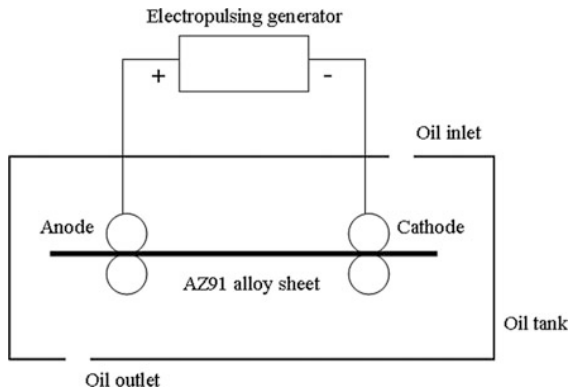 Electropulsing generator
+
-
Oil inlet
Anode
Cathode
AZ91 alloy sheet
Oil tank
Oil outlet